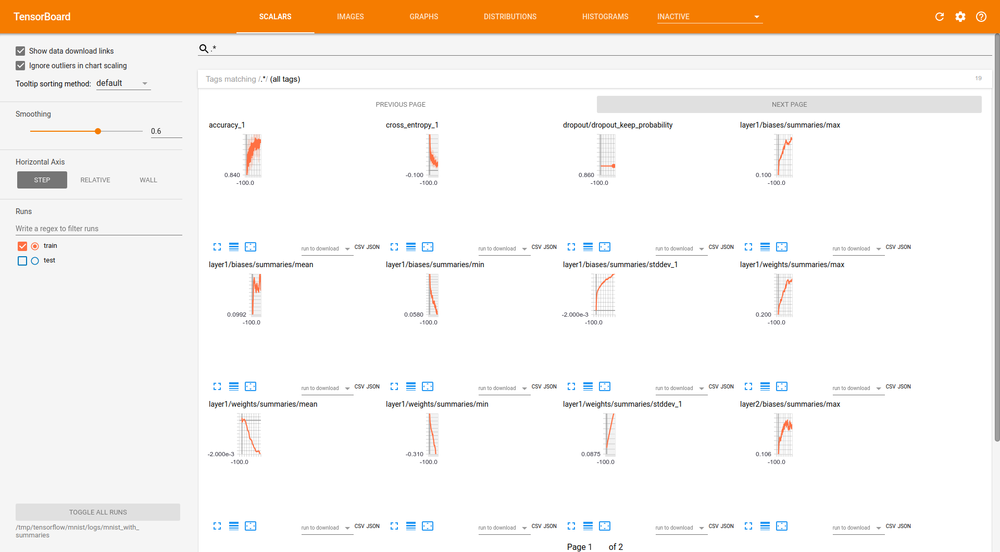 TensorBoard
SCALARS IMAGES GRAPHS DISTRIBUTIONS HISTOGRAMS INACTIVE
Show data download links
Ignore outliers in chart scaling
Tooltip sorting method: default
Smoothing
0.6
Horizontal Axis
STEP RELATIVE WALL
Runs
Write a regex to filter runs
train
test
TOGGLE ALL RUNS
/tmp/tensorflow/mnist/logs/mnist_with_
summaries
.*
Tags matching /.*/ (all tags) 19
PREVIOUS PAGE NEXT PAGE
accuracy_1 cross_entropy_1 dropout/dropout_keep_probability layer1/biases/summaries/max
0.840 -0.100 0.860 0.100
-100.0 -100.0 -100.0 -100.0
run to download CSV JSON run to download CSV JSON run to download CSV JSON run to download CSV JSON
layer1/biases/summaries/mean layer1/biases/summaries/min layer1/biases/summaries/stddev_1 layer1/weights/summaries/max
0.0992 0.0580 -2.000e-3 0.200
-100.0 -100.0 -100.0 -100.0
run to download CSV JSON run to download CSV JSON run to download CSV JSON run to download CSV JSON
layer1/weights/summaries/mean layer1/weights/summaries/min layer1/weights/summaries/stddev_1 layer2/biases/summaries/max
-2.000e-3 -0.310 0.0875 0.106
-100.0 -100.0 -100.0 -100.0
run to download CSV JSON run to download CSV JSON run to download CSV JSON run to download CSV JSON
Page 1 of 2